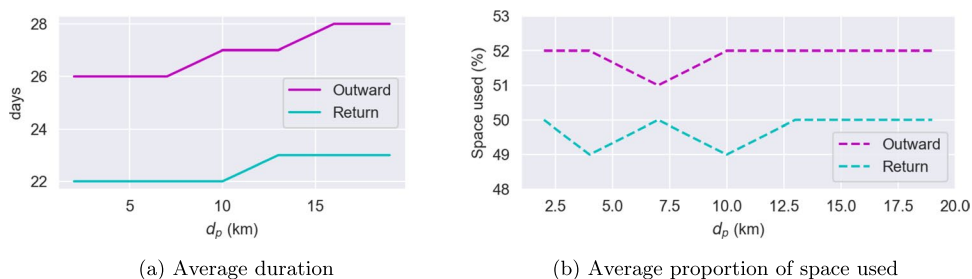 28
26
24
22
days
5
10
15
d_p (km)
Outward
Return
(a) Average duration
53
52
51
50
49
48
Space used (%)
2.5
5.0
7.5
10.0
12.5
15.0
17.5
20.0
d_p (km)
Outward
Return
(b) Average proportion of space used